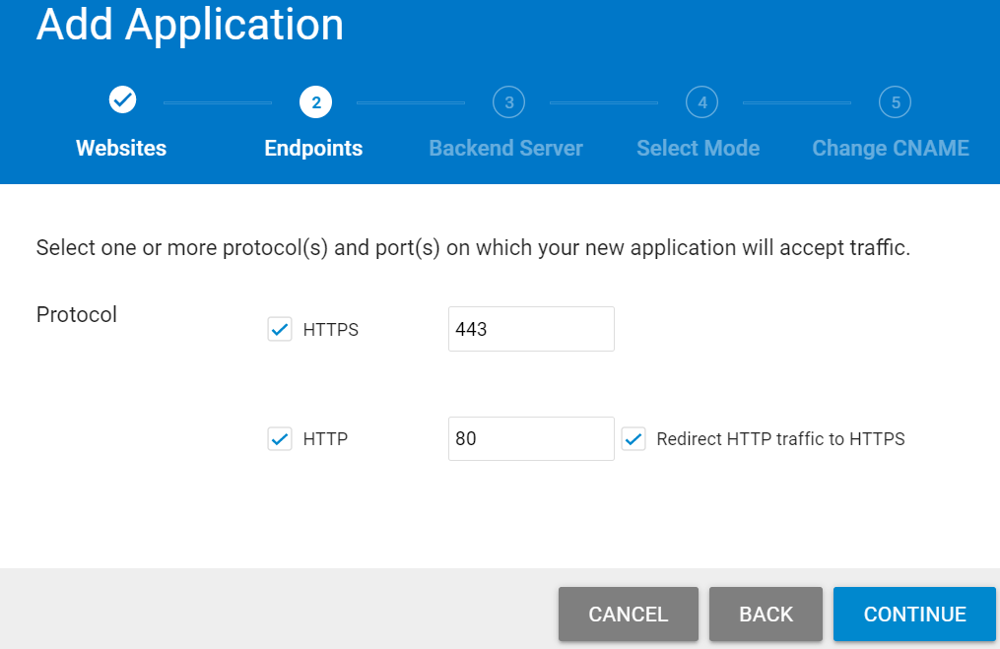 Add Application
2 3 4 5
Websites Endpoints Backend Server Select Mode Change CNAME
Select one or more protocol(s) and port(s) on which your new application will accept traffic.
Protocol
HTTPS 443
HTTP 80 Redirect HTTP traffic to HTTPS
CANCEL BACK CONTINUE